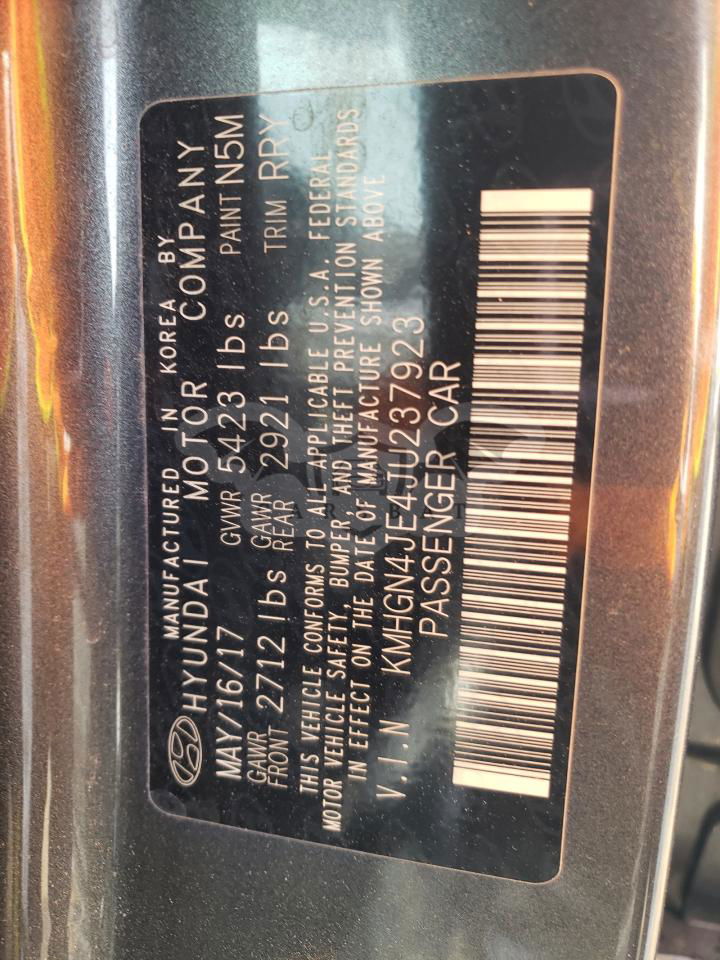 MANUFACTURED IN KOREA BY
HYUNDAI MOTOR COMPANY
MAY/16/17 GVWR 5423 lbs PAINT N5M
GAWR FRONT 2712 lbs GAWR REAR 2921 lbs TRIM RRY
THIS VEHICLE CONFORMS TO ALL APPLICABLE U.S.A. FEDERAL
MOTOR VEHICLE SAFETY, BUMPER, AND THEFT PREVENTION STANDARDS
IN EFFECT ON THE DATE OF MANUFACTURE SHOWN ABOVE
V.I.N KMHGN4JE4JU237923
PASSENGER CAR